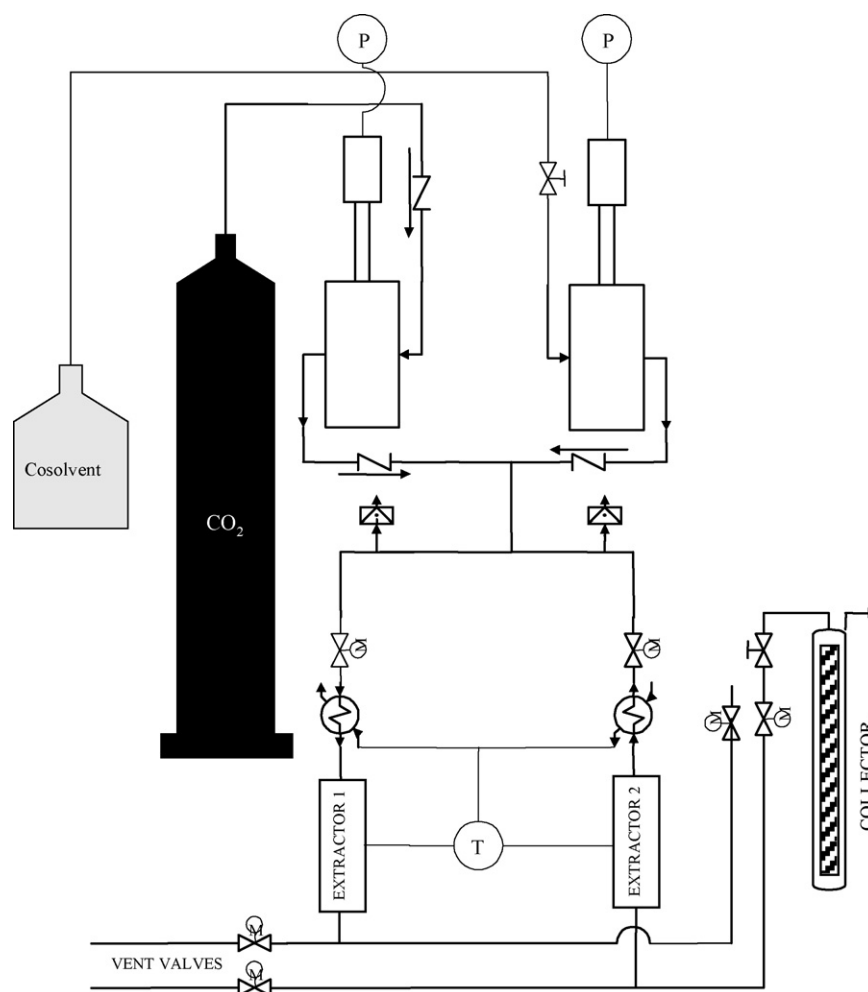 P
P
Cosolvent
CO₂
M
M
M
M
EXTRACTOR 1
EXTRACTOR 2
T
COLLECTOR
M
VENT VALVES
M